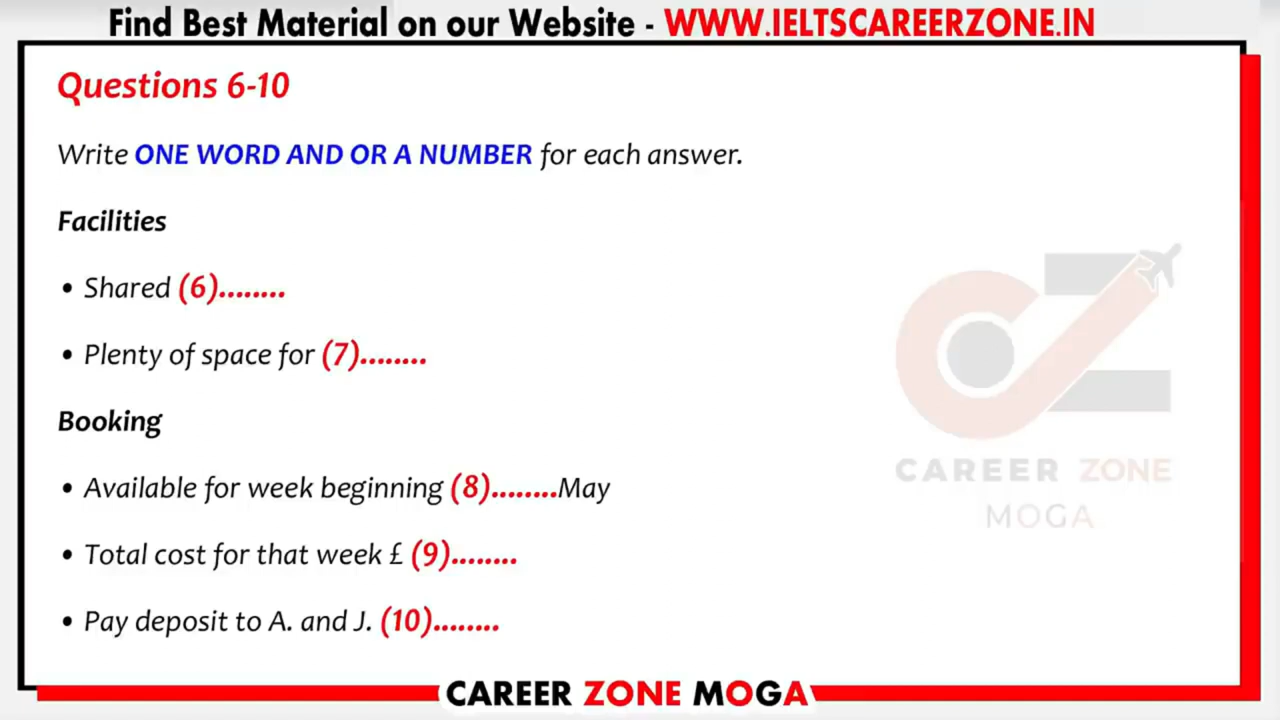 Find Best Material on our Website - WWW.IELTSCAREERZONE.IN
Questions 6-10
Write ONE WORD AND OR A NUMBER for each answer.
Facilities
• Shared (6)........
• Plenty of space for (7)........
Booking
• Available for week beginning (8)........May
• Total cost for that week £ (9)........
• Pay deposit to A. and J. (10)........
CAREER ZONE
MOGA
CAREER ZONE MOGA